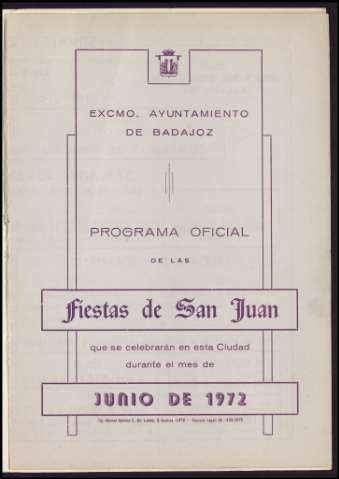 EXCMO. AYUNTAMIENTO
DE BADAJOZ
PROGRAMA OFICIAL
DE LAS
Fiestas de San Juan
que se celebrarán en esta Ciudad
durante el mes de
JUNIO DE 1972